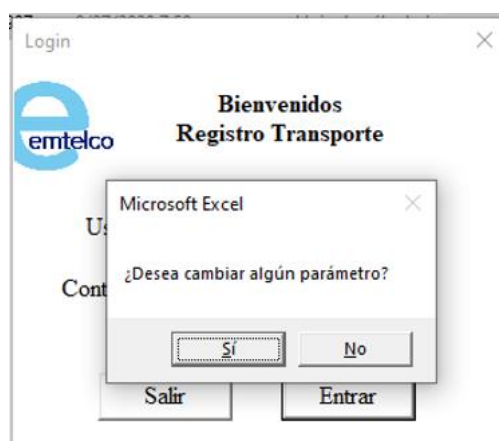 Login
emtelco
Bienvenidos
Registro Transporte
Microsoft Excel
¿Desea cambiar algún parámetro?
Sí
No
Salir
Entrar